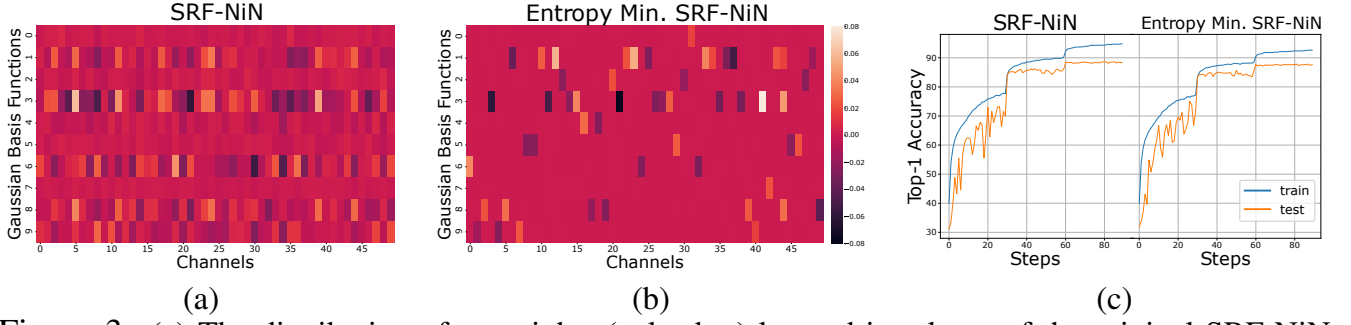 SRF-NiN
Gaussian Basis Functions
0
1
2
3
4
5
6
7
8
9
0 5 10 15 20 25 30 35 40 45
Channels
(a)
Entropy Min. SRF-NiN
Gaussian Basis Functions
0
1
2
3
4
5
6
7
8
9
0 5 10 15 20 25 30 35 40 45
Channels
0.08
0.06
0.04
0.02
0.00
−0.02
−0.04
−0.06
−0.08
(b)
SRF-NiN
Entropy Min. SRF-NiN
Top-1 Accuracy
90
80
70
60
50
40
30
0 20 40 60 80
0 20 40 60 80
Steps
Steps
train
test
(c)